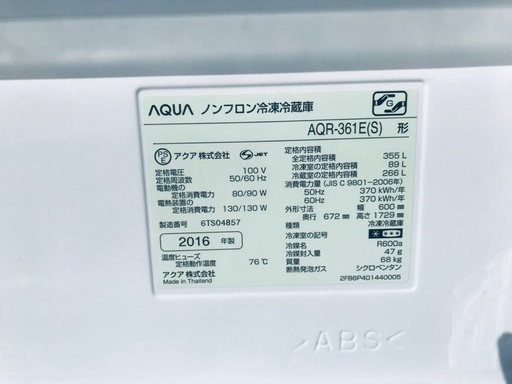 AQUA ノンフロン冷凍冷蔵庫
G
AQR-361E(S) 形
PS E アクア株式会社 S JET
定格電圧 100 V
定格周波数 50/60 Hz
電動機の
定格消費電力 80/90 W
電熱装置の
定格消費電力 130/130 W
製造番号 6TS04857
2016 年製
温度ヒューズ
定格動作温度 76℃
アクア株式会社
Made in Thailand
定格内容積
全定格内容積 355 L
冷凍室の定格内容積 89 L
冷蔵室の定格内容積 266 L
消費電力量 (JIS C 9801-2006年)
50Hz 370 kWh/年
60Hz 370 kWh/年
外形寸法 幅 600 mm
奥行 672 mm 高さ 1729 mm
種類 冷凍冷蔵庫
冷凍室の記号
冷媒名 R600a
冷媒封入量 47 g
質量 68 kg
断熱発泡ガス シクロペンタン
2FB6P401440005
>ABS<